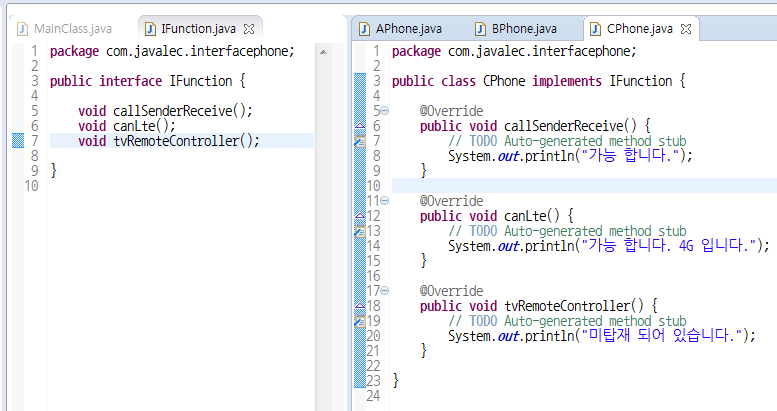 MainClass.java IFunction.java
1 package com.javalec.interfacephone;
2
3 public interface IFunction {
4
5 void callSenderReceive();
6 void canLte();
7 void tvRemoteController();
8
9 }
10
APhone.java BPhone.java CPhone.java
1 package com.javalec.interfacephone;
2
3 public class CPhone implements IFunction {
4
5 @Override
6 public void callSenderReceive() {
7 // TODO Auto-generated method stub
8 System.out.println("가능 합니다.");
9 }
10
11 @Override
12 public void canLte() {
13 // TODO Auto-generated method stub
14 System.out.println("가능 합니다. 4G 입니다.");
15 }
16
17 @Override
18 public void tvRemoteController() {
19 // TODO Auto-generated method stub
20 System.out.println("미탑재 되어 있습니다.");
21 }
22
23 }
24